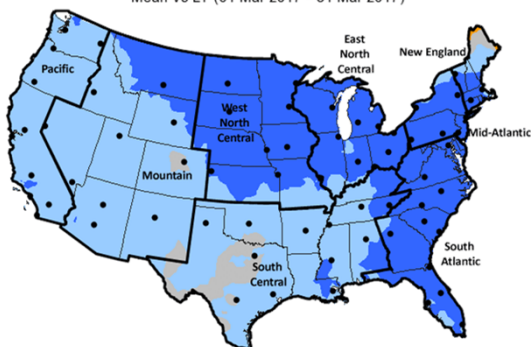 East
North
Central
New England
Pacific
West
North
Central
Mid-Atlantic
Mountain
South
Atlantic
South
Central